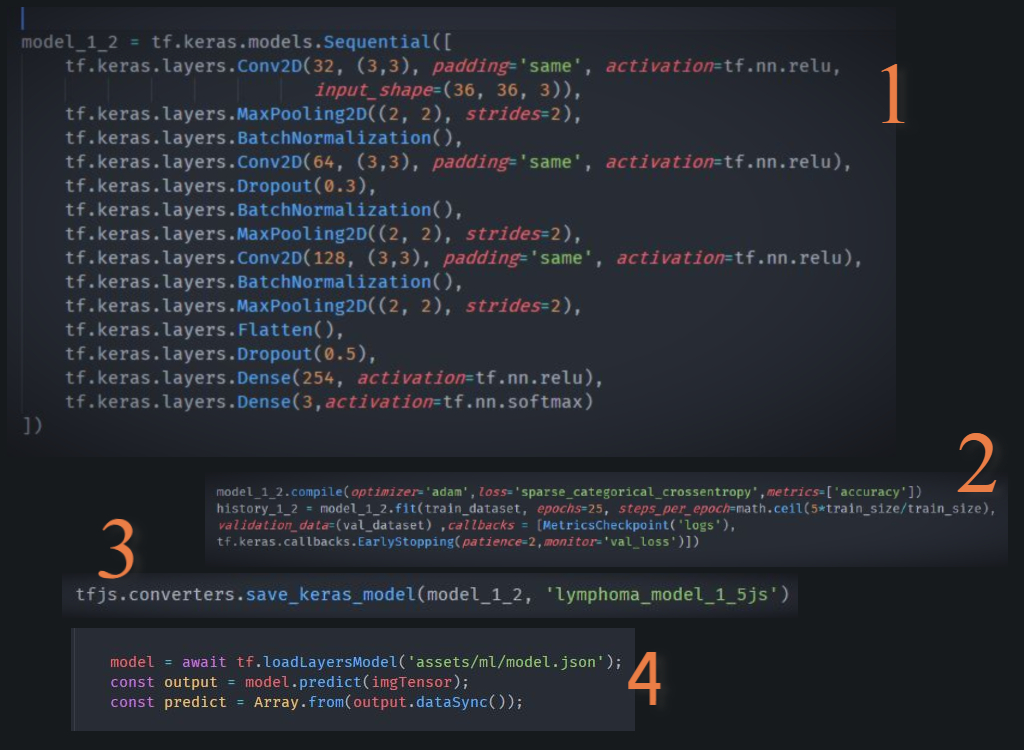 model_1_2 = tf.keras.models.Sequential([
    tf.keras.layers.Conv2D(32, (3,3), padding='same', activation=tf.nn.relu,
                           input_shape=(36, 36, 3)),
    tf.keras.layers.MaxPooling2D((2, 2), strides=2),
    tf.keras.layers.BatchNormalization(),
    tf.keras.layers.Conv2D(64, (3,3), padding='same', activation=tf.nn.relu),
    tf.keras.layers.Dropout(0.3),
    tf.keras.layers.BatchNormalization(),
    tf.keras.layers.MaxPooling2D((2, 2), strides=2),
    tf.keras.layers.Conv2D(128, (3,3), padding='same', activation=tf.nn.relu),
    tf.keras.layers.BatchNormalization(),
    tf.keras.layers.MaxPooling2D((2, 2), strides=2),
    tf.keras.layers.Flatten(),
    tf.keras.layers.Dropout(0.5),
    tf.keras.layers.Dense(254, activation=tf.nn.relu),
    tf.keras.layers.Dense(3,activation=tf.nn.softmax)
])
1
model_1_2.compile(optimizer='adam',loss='sparse_categorical_crossentropy',metrics=['accuracy'])
history_1_2 = model_1_2.fit(train_dataset, epochs=25, steps_per_epoch=math.ceil(5*train_size/train_size),
validation_data=(val_dataset) ,callbacks = [MetricsCheckpoint('logs'),
tf.keras.callbacks.EarlyStopping(patience=2,monitor='val_loss')])
2
3
tfjs.converters.save_keras_model(model_1_2, 'lymphoma_model_1_5js')
model = await tf.loadLayersModel('assets/ml/model.json');
const output = model.predict(imgTensor);
const predict = Array.from(output.dataSync());
4